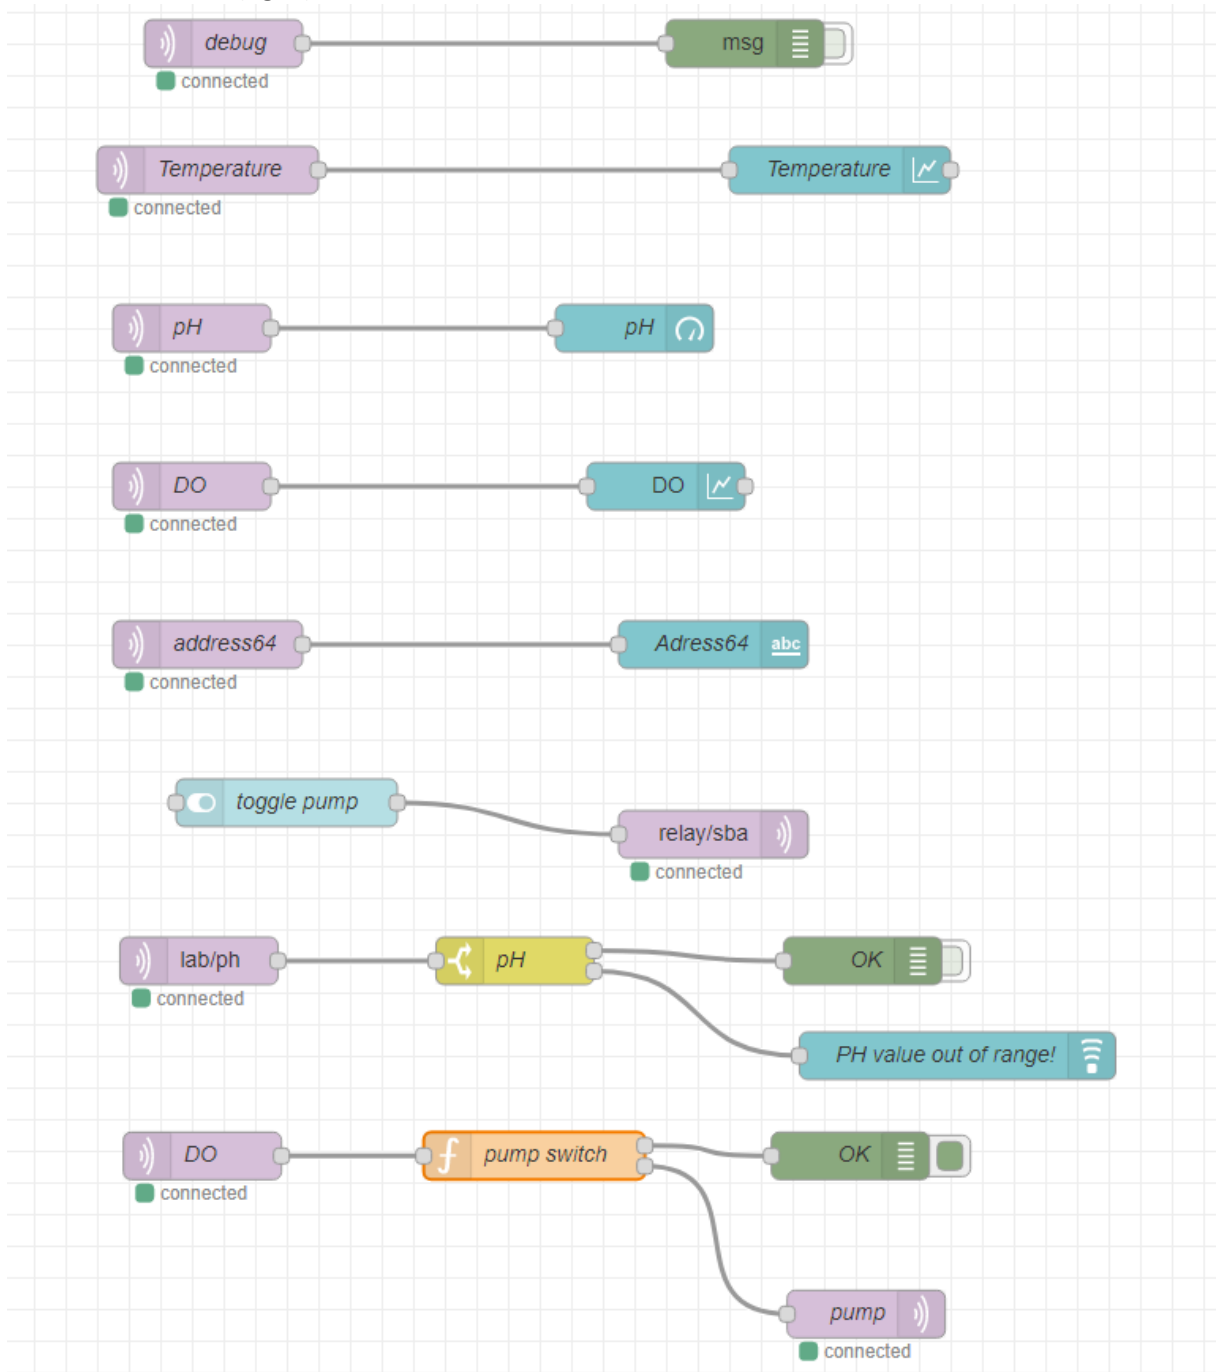 debug
msg
connected
Temperature
Temperature
connected
pH
pH
connected
DO
DO
connected
address64
Adress64
abc
connected
toggle pump
relay/sba
connected
lab/ph
pH
OK
connected
PH value out of range!
DO
pump switch
OK
connected
pump
connected